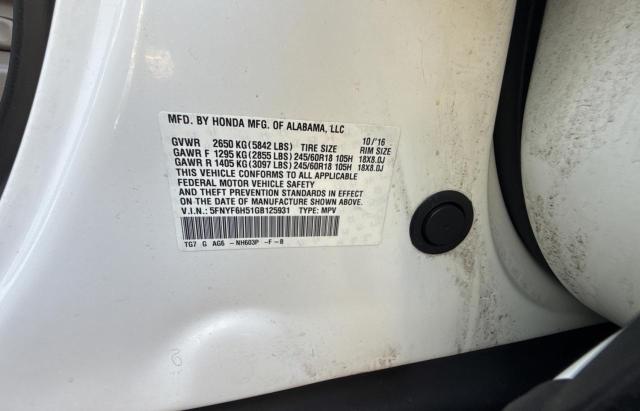 MFD. BY HONDA MFG. OF ALABAMA, LLC 10/'16
GVWR 2650 KG(5842 LBS) TIRE SIZE RIM SIZE
GAWR F 1295 KG(2855 LBS)245/60R18 105H 18X8.0J
GAWR R 1405 KG(3097 LBS)245/60R18 105H 18X8.0J
THIS VEHICLE CONFORMS TO ALL APPLICABLE
FEDERAL MOTOR VEHICLE SAFETY
AND THEFT PREVENTION STANDARDS IN EFFECT
ON THE DATE OF MANUFACTURE SHOWN ABOVE.
V.I.N.: 5FNYF6H51GB125931 TYPE: MPV
TG7 G AG6 -NH603P -F-B